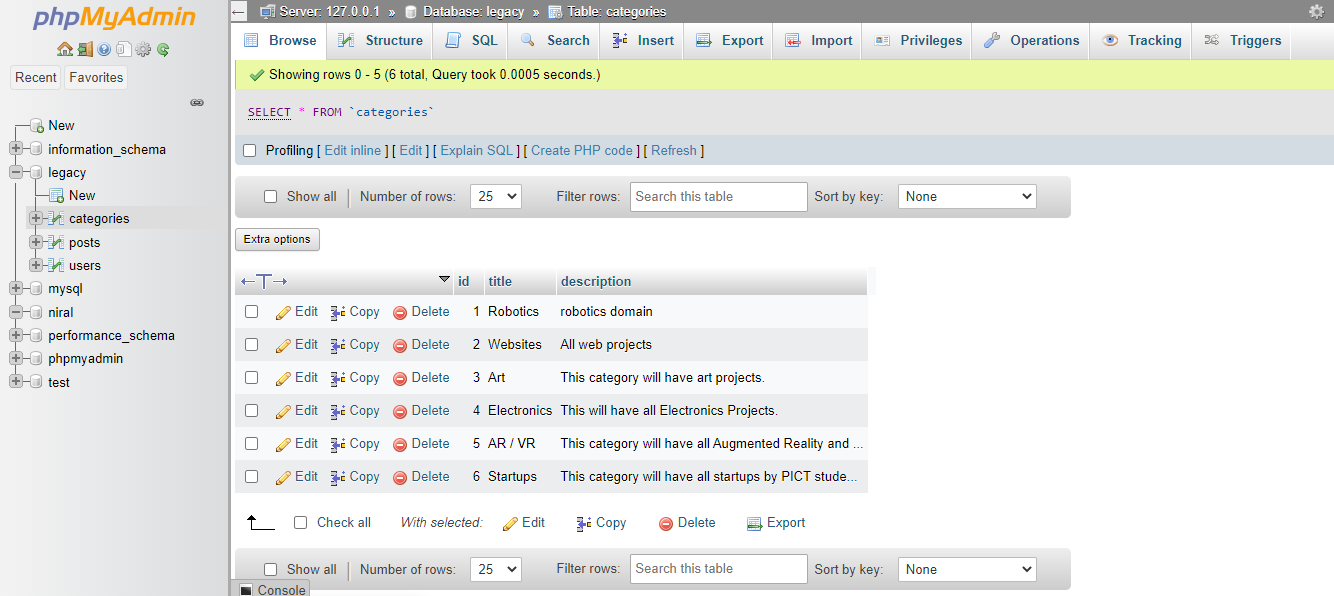 phpMyAdmin
Recent Favorites
New
information_schema
legacy
New
categories
posts
users
mysql
niral
performance_schema
phpmyadmin
test
Server: 127.0.0.1 » Database: legacy » Table: categories
Browse Structure SQL Search Insert Export Import Privileges Operations Tracking Triggers
Showing rows 0 - 5 (6 total, Query took 0.0005 seconds.)
SELECT * FROM `categories`
Profiling [ Edit inline ] [ Edit ] [ Explain SQL ] [ Create PHP code ] [ Refresh ]
Show all Number of rows: 25 Filter rows: Search this table Sort by key: None
Extra options
←T→ id title description
Edit Copy Delete 1 Robotics robotics domain
Edit Copy Delete 2 Websites All web projects
Edit Copy Delete 3 Art This category will have art projects.
Edit Copy Delete 4 Electronics This will have all Electronics Projects.
Edit Copy Delete 5 AR / VR This category will have all Augmented Reality and ...
Edit Copy Delete 6 Startups This category will have all startups by PICT stude...
Check all With selected: Edit Copy Delete Export
Show all Number of rows: 25 Filter rows: Search this table Sort by key: None
Console